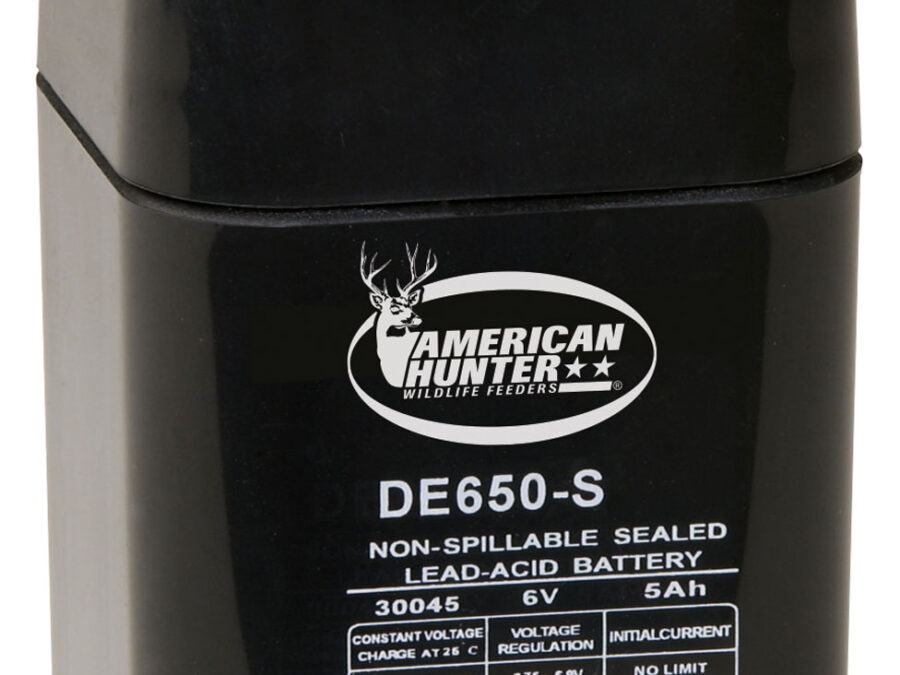 AMERICAN
HUNTER★★
WILDLIFE FEEDERS ®
DE650-S
NON-SPILLABLE SEALED
LEAD-ACID BATTERY
30045 6V 5Ah
CONSTANT VOLTAGE VOLTAGE INITIALCURRENT
CHARGE AT 25°C REGULATION
NO LIMIT